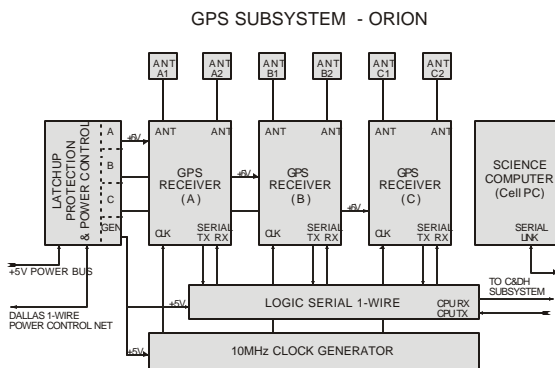 GPS SUBSYSTEM - ORION
ANT A1
ANT A2
ANT B1
ANT B2
ANT C1
ANT C2
LATCHUP
PROTECTION
& POWER CONTROL
A
B
C
GEN
+5V
ANT ANT
GPS
RECEIVER
(A)
SERIAL
CLK TX RX
+5V
ANT ANT
GPS
RECEIVER
(B)
SERIAL
CLK TX RX
+5V
ANT ANT
GPS
RECEIVER
(C)
SERIAL
CLK TX RX
SCIENCE
COMPUTER
(Cell PC)
SERIAL
LINK
+5V POWER BUS
DALLAS 1-WIRE
POWER CONTROL NET
+5V
LOGIC SERIAL 1-WIRE
CPU RX
CPU TX
TO C&DH
SUBSYSTEM
+5V
10MHz CLOCK GENERATOR